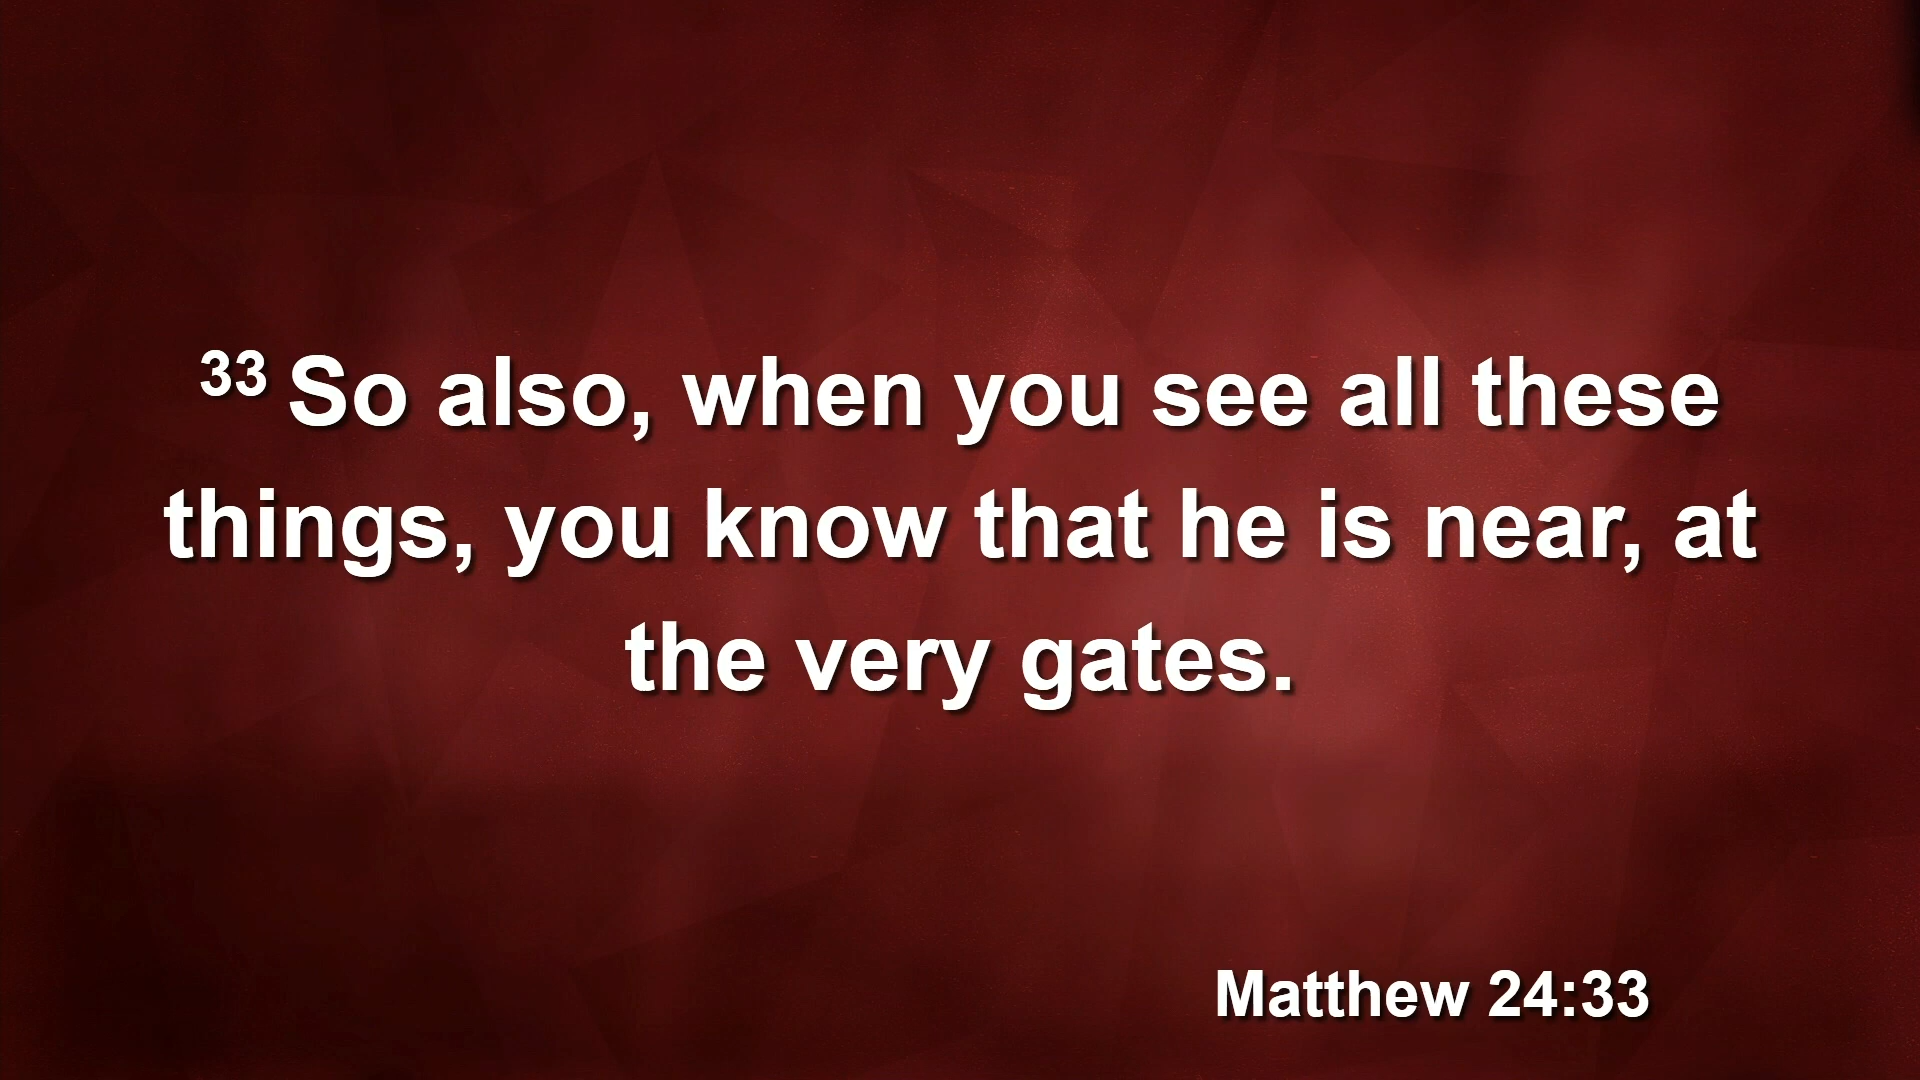 33 So also, when you see all these
things, you know that he is near, at
the very gates.
Matthew 24:33